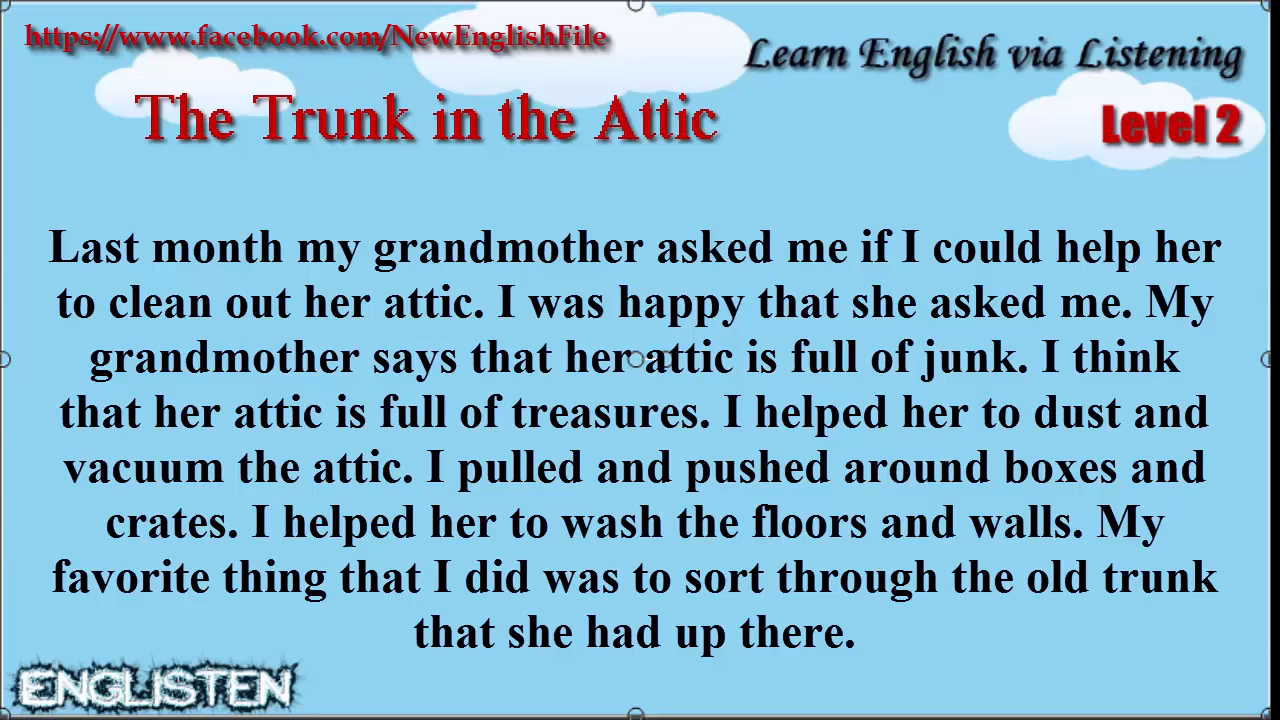 https://www.facebook.com/NewEnglishFile
Learn English via Listening
The Trunk in the Attic
Level 2
Last month my grandmother asked me if I could help her
to clean out her attic. I was happy that she asked me. My
grandmother says that her attic is full of junk. I think
that her attic is full of treasures. I helped her to dust and
vacuum the attic. I pulled and pushed around boxes and
crates. I helped her to wash the floors and walls. My
favorite thing that I did was to sort through the old trunk
that she had up there.
ENGLISTEN